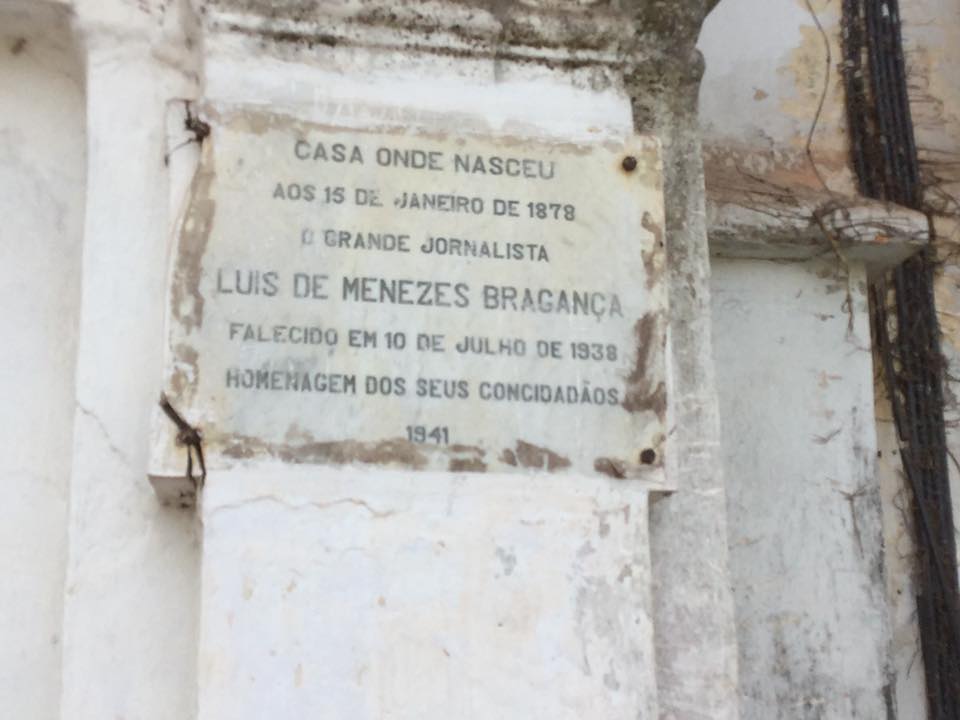 CASA ONDE NASCEU
AOS 15 DE JANEIRO DE 1878
O GRANDE JORNALISTA
LUIS DE MENEZES BRAGANÇA
FALECIDO EM 10 DE JULHO DE 1938
HOMENAGEM DOS SEUS CONCIDADÃOS
1941